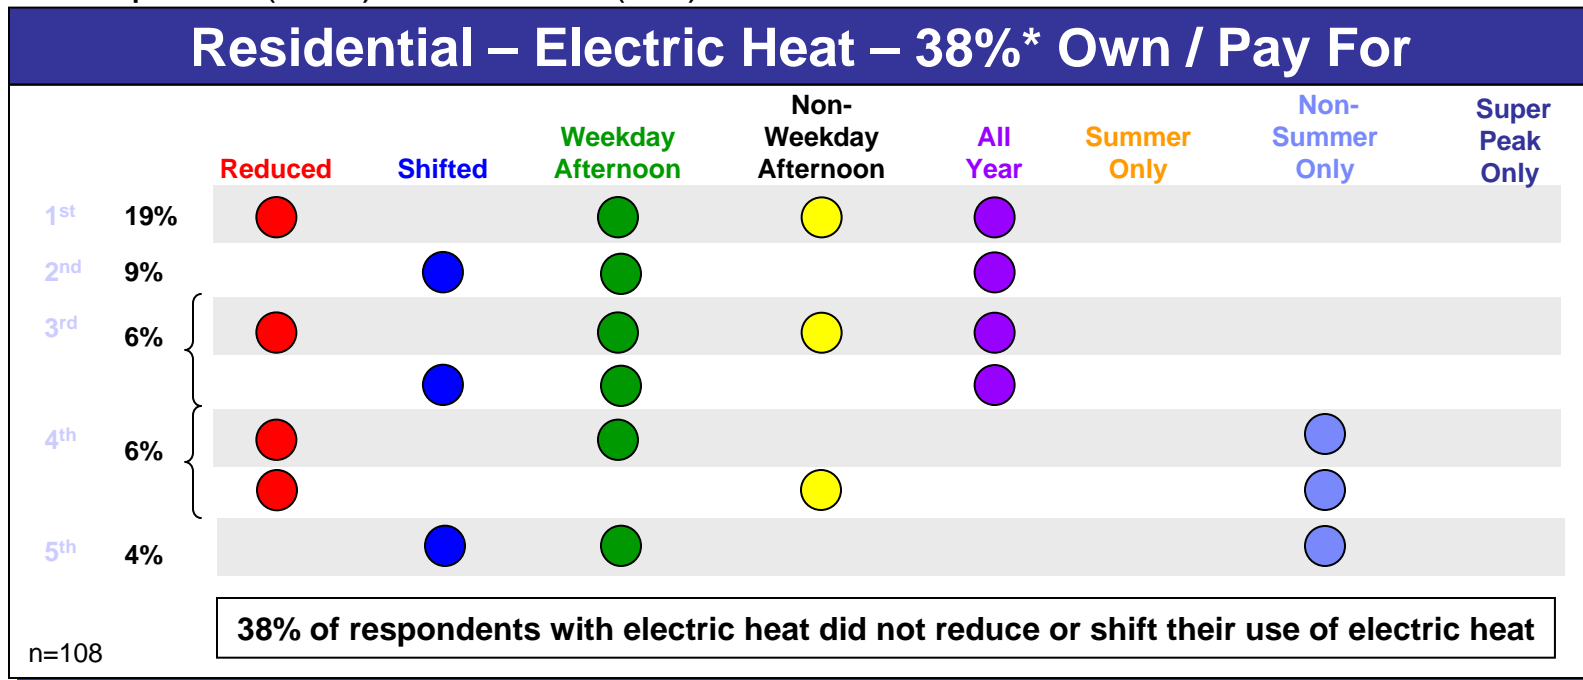 Residential – Electric Heat – 38%* Own / Pay For
Reduced
Shifted
Weekday
Afternoon
Non-
Weekday
Afternoon
All
Year
Summer
Only
Non-
Summer
Only
Super
Peak
Only
1st 19%
2nd 9%
3rd 6%
4th 6%
5th 4%
38% of respondents with electric heat did not reduce or shift their use of electric heat
n=108